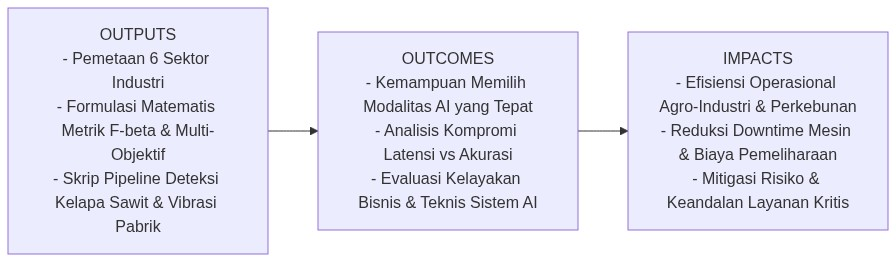 OUTPUTS
- Pemetaan 6 Sektor
Industri
- Formulasi Matematis
Metrik F-beta & Multi-
Objektif
- Skrip Pipeline Deteksi
Kelapa Sawit & Vibrasi
Pabrik
OUTCOMES
- Kemampuan Memilih
Modalitas AI yang Tepat
- Analisis Kompromi
Latensi vs Akurasi
- Evaluasi Kelayakan
Bisnis & Teknis Sistem AI
IMPACTS
- Efisiensi Operasional
Agro-Industri & Perkebunan
- Reduksi Downtime Mesin
& Biaya Pemeliharaan
- Mitigasi Risiko &
Keandalan Layanan Kritis